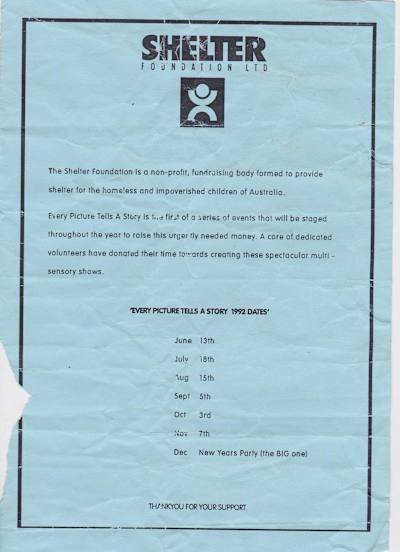 SHELTER
FOUNDATION LTD
The Shelter Foundation is a non-profit, fundraising body formed to provide
shelter for the homeless and impoverished children of Australia.
Every Picture Tells A Story is the first of a series of events that will be staged
throughout the year to raise this urgently needed money. A core of dedicated
volunteers have donated their time towards creating these spectacular multi -
sensory shows.
'EVERY PICTURE TELLS A STORY 1992 DATES'
June 13th
July 18th
Aug 15th
Sept 5th
Oct 3rd
Nov 7th
Dec New Years Party (the BIG one)
THANKYOU FOR YOUR SUPPORT